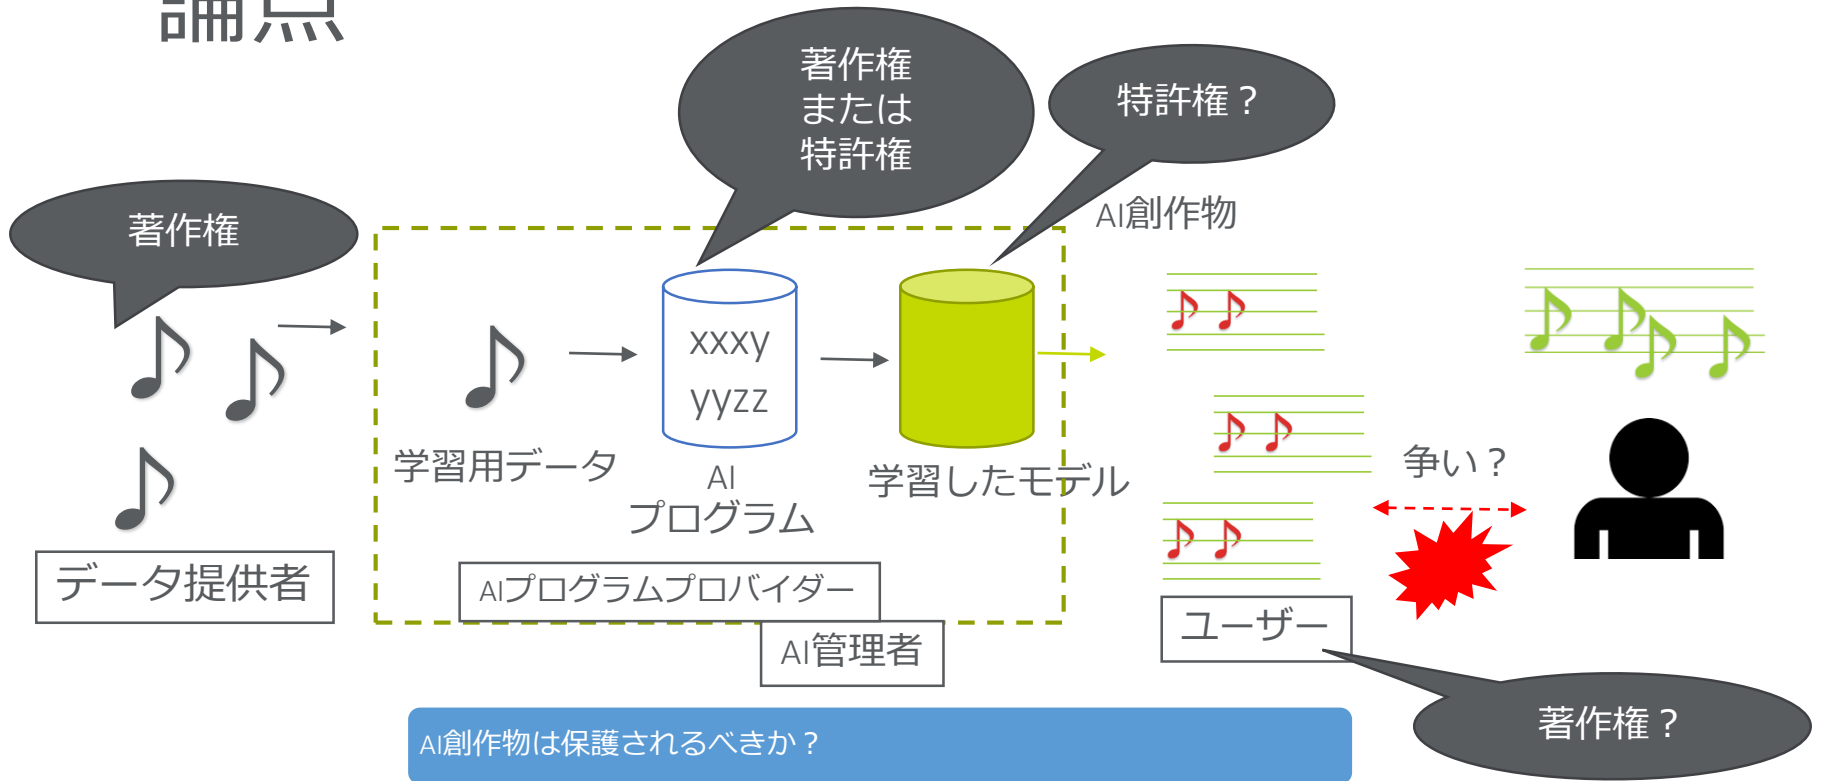 論点
著作権
または
特許権
特許権？
著作権
AI創作物
xxxy
yyzz
学習用データ
AI
プログラム
学習したモデル
争い？
データ提供者
AIプログラムプロバイダー
AI管理者
ユーザー
著作権？
AI創作物は保護されるべきか？